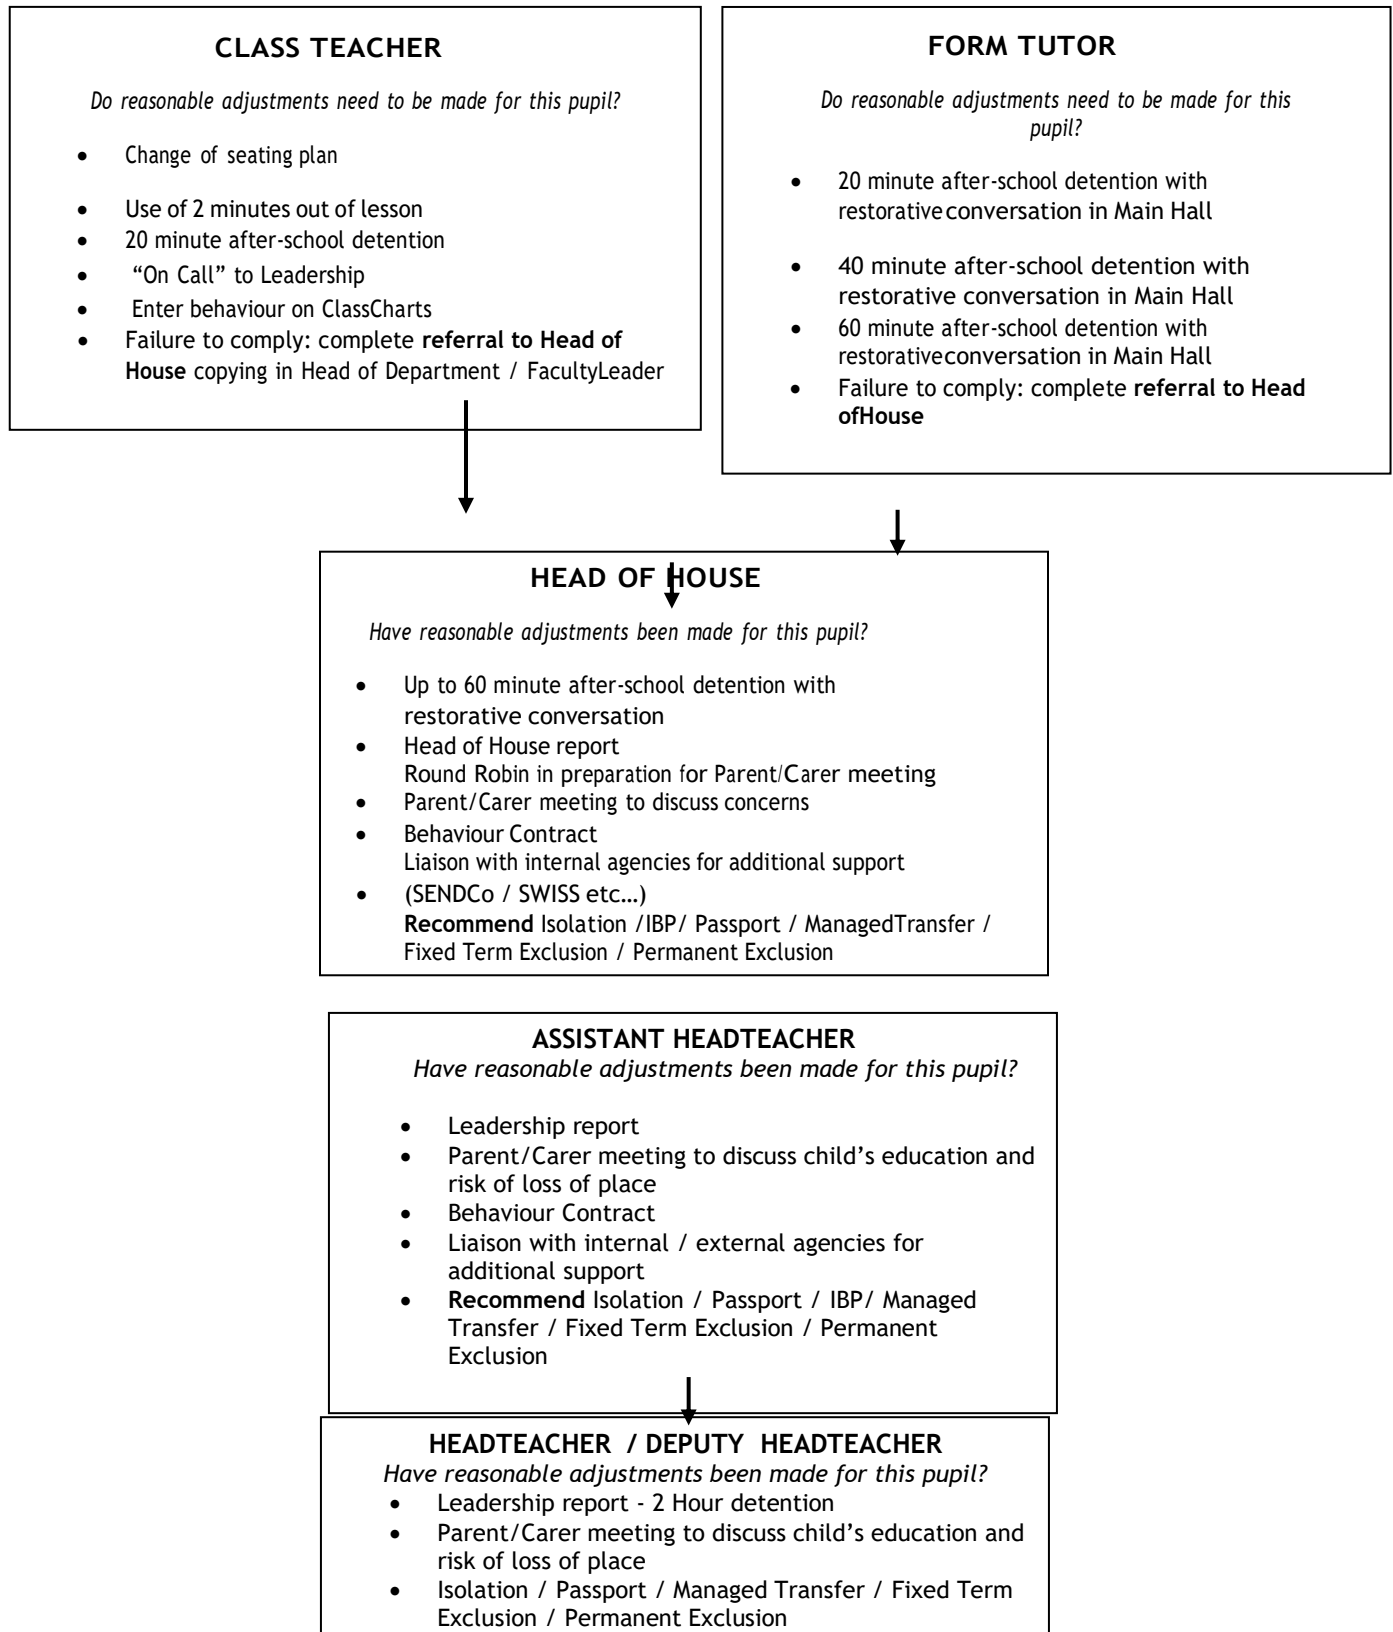 CLASS TEACHER
Do reasonable adjustments need to be made for this pupil?
• Change of seating plan
• Use of 2 minutes out of lesson
• 20 minute after-school detention
• “On Call” to Leadership
• Enter behaviour on ClassCharts
• Failure to comply: complete referral to Head of
House copying in Head of Department / FacultyLeader
FORM TUTOR
Do reasonable adjustments need to be made for this
pupil?
• 20 minute after-school detention with
restorativeconversation in Main Hall
• 40 minute after-school detention with
restorative conversation in Main Hall
• 60 minute after-school detention with
restorativeconversation in Main Hall
• Failure to comply: complete referral to Head
ofHouse
HEAD OF HOUSE
Have reasonable adjustments been made for this pupil?
• Up to 60 minute after-school detention with
restorative conversation
• Head of House report
Round Robin in preparation for Parent/Carer meeting
• Parent/Carer meeting to discuss concerns
• Behaviour Contract
Liaison with internal agencies for additional support
• (SENDCo / SWISS etc…)
Recommend Isolation /IBP/ Passport / ManagedTransfer /
Fixed Term Exclusion / Permanent Exclusion
ASSISTANT HEADTEACHER
Have reasonable adjustments been made for this pupil?
• Leadership report
• Parent/Carer meeting to discuss child’s education and
risk of loss of place
• Behaviour Contract
• Liaison with internal / external agencies for
additional support
• Recommend Isolation / Passport / IBP/ Managed
Transfer / Fixed Term Exclusion / Permanent
Exclusion
HEADTEACHER / DEPUTY HEADTEACHER
Have reasonable adjustments been made for this pupil?
• Leadership report - 2 Hour detention
• Parent/Carer meeting to discuss child’s education and
risk of loss of place
• Isolation / Passport / Managed Transfer / Fixed Term
Exclusion / Permanent Exclusion